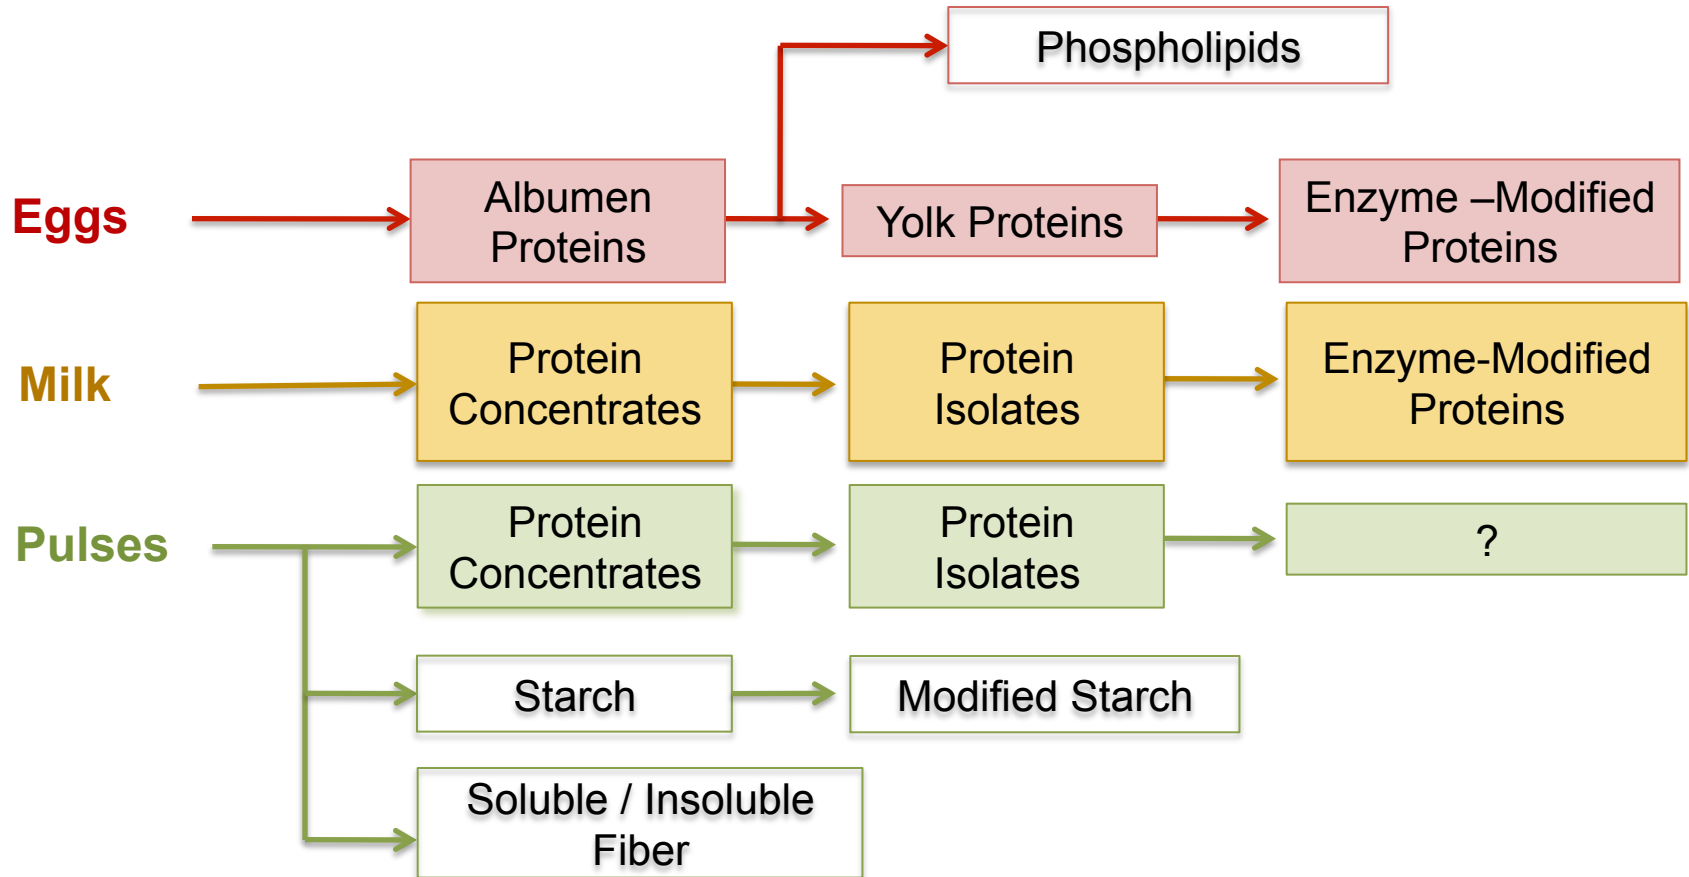 Phospholipids
Eggs
Albumen
Proteins
Yolk Proteins
Enzyme –Modified
Proteins
Milk
Protein
Concentrates
Protein
Isolates
Enzyme-Modified
Proteins
Pulses
Protein
Concentrates
Protein
Isolates
?
Starch
Modified Starch
Soluble / Insoluble
Fiber